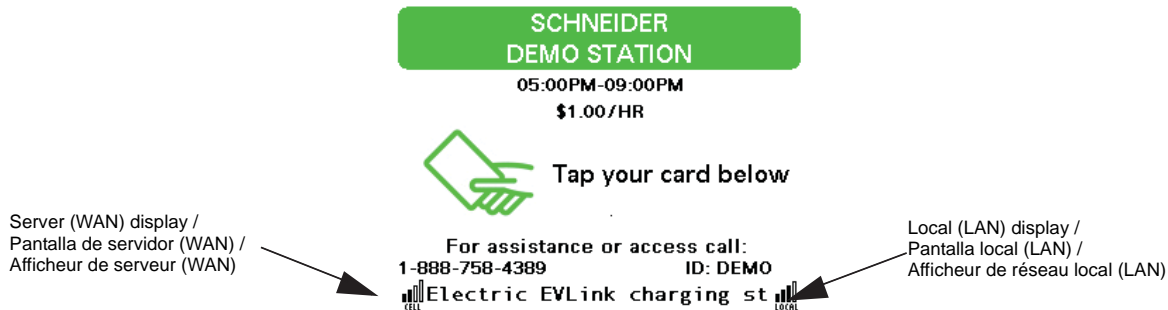 SCHNEIDER
DEMO STATION
05:00PM-09:00PM
$1.00/HR
Tap your card below
Server (WAN) display /
Pantalla de servidor (WAN) /
Afficheur de serveur (WAN)
Local (LAN) display /
Pantalla local (LAN) /
Afficheur de réseau local (LAN)
For assistance or access call:
1-888-758-4389 ID: DEMO
CELL Electric EVLink charging st LOCAL